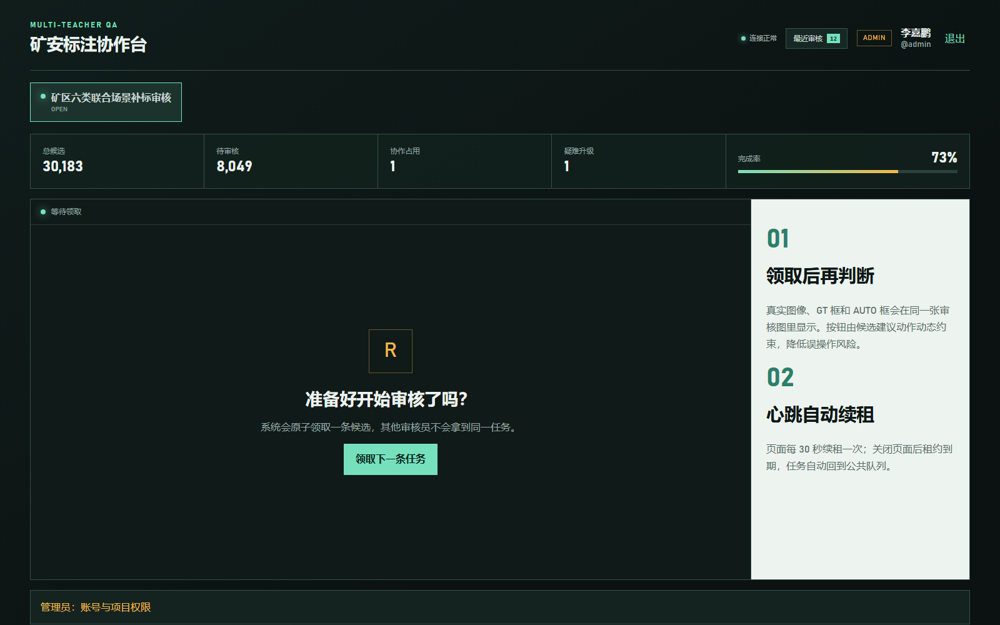 MULTI-TEACHER QA
矿安标注协作台
连接正常
最近审核 12
ADMIN
李嘉鹏
@admin
退出
矿区六类联合场景补标审核
OPEN
总候选
30,183
待审核
8,049
协作占用
1
疑难升级
1
完成率
73%
等待领取
R
准备好开始审核了吗？
系统会原子领取一条候选，其他审核员不会拿到同一任务。
领取下一条任务
01
领取后再判断
真实图像、GT 框和 AUTO 框会在同一张审
核图里显示。按钮由候选建议动作动态约
束，降低误操作风险。
02
心跳自动续租
页面每 30 秒续租一次；关闭页面后租约到
期，任务自动回到公共队列。
管理员：账号与项目权限